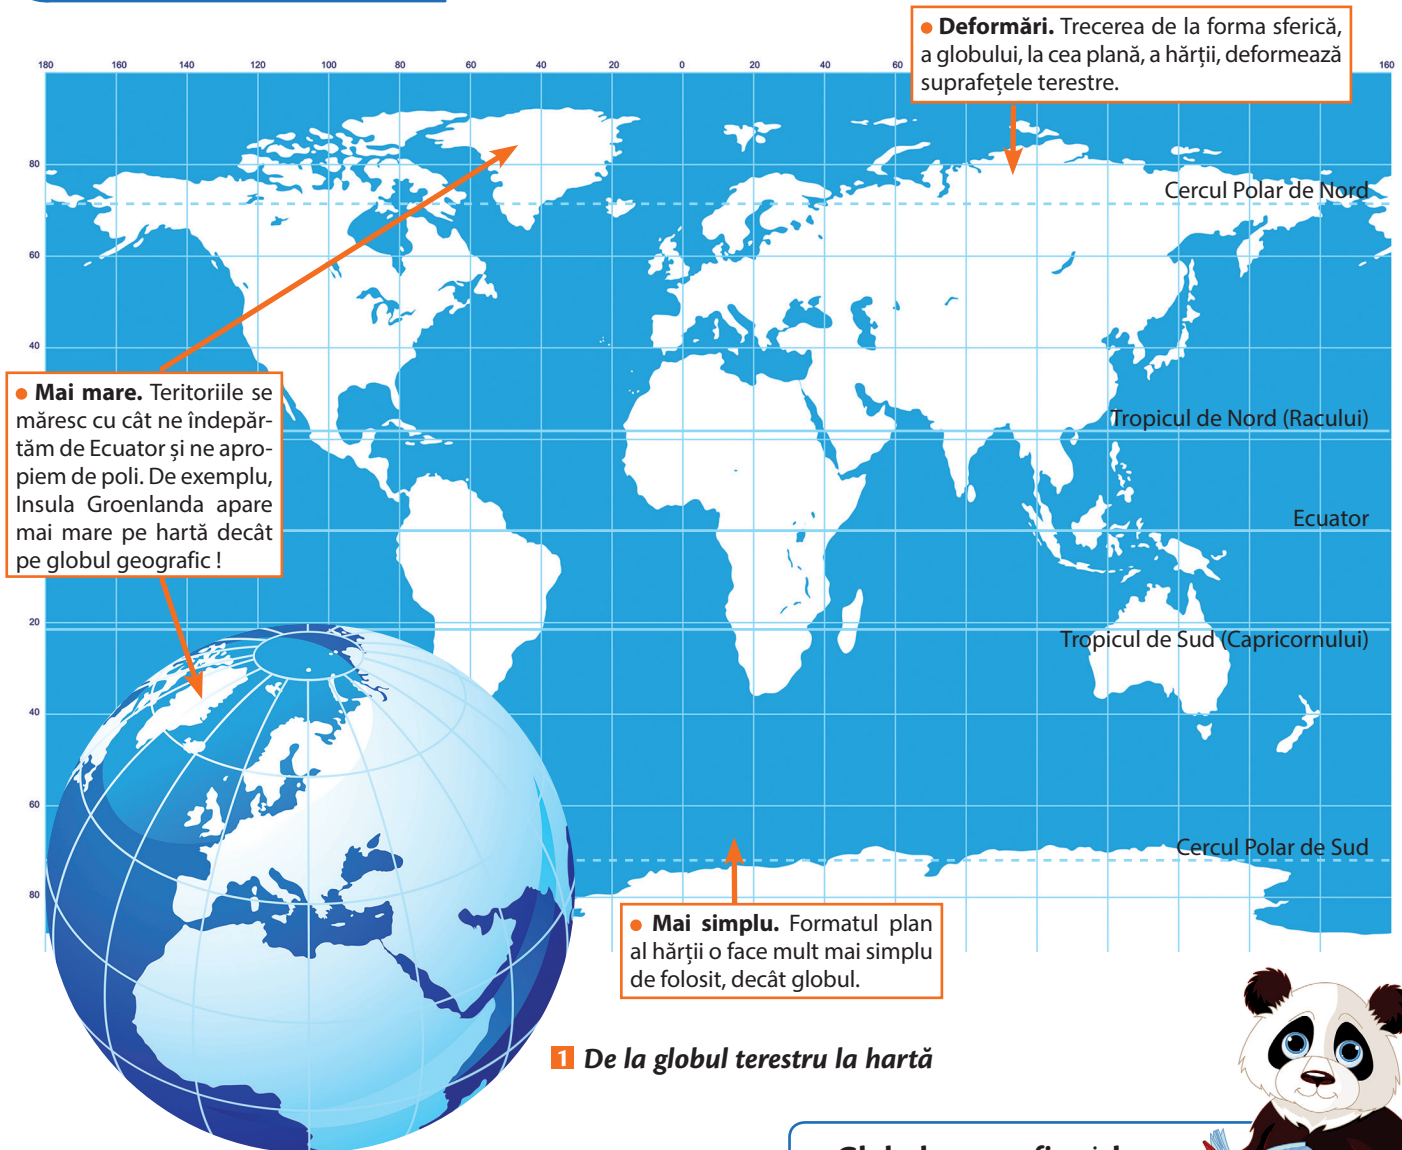 • Deformări. Trecerea de la forma sferică,
a globului, la cea plană, a hărții, deformează
suprafețele terestre.
180 160 140 120 100 80 60 40 20 0 20 40 60 160
80
Cercul Polar de Nord
60
40
• Mai mare. Teritoriile se
măresc cu cât ne îndepăr-
tăm de Ecuator și ne apro-
piem de poli. De exemplu,
Insula Groenlanda apare
mai mare pe hartă decât
pe globul geografic !
Tropicul de Nord (Racului)
Ecuator
20
Tropicul de Sud (Capricornului)
40
60
Cercul Polar de Sud
80
• Mai simplu. Formatul plan
al hărții o face mult mai simplu
de folosit, decât globul.
1 De la globul terestru la hartă